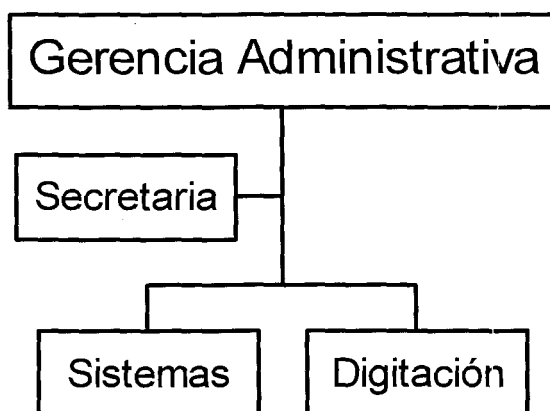 Gerencia Administrativa
Secretaria
Sistemas
Digitación